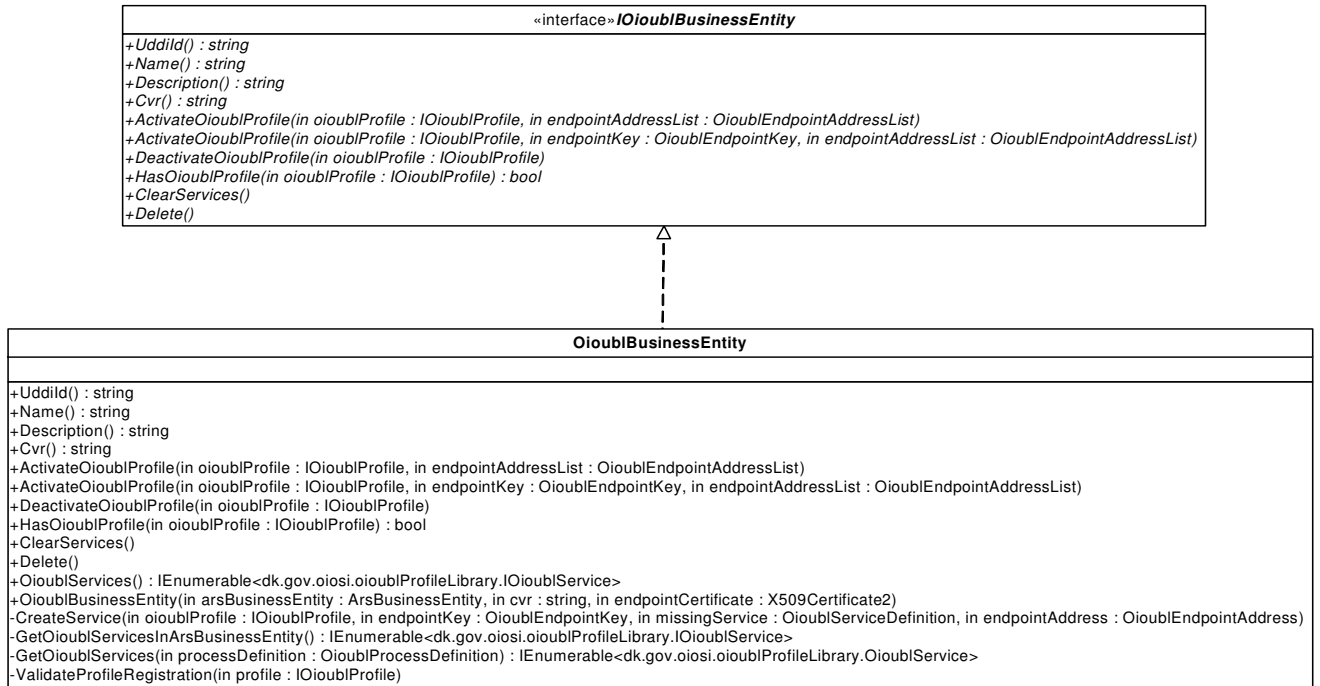 «interface»IOioublBusinessEntity
+UddiId() : string
+Name() : string
+Description() : string
+Cvr() : string
+ActivateOioublProfile(in oioublProfile : IOioublProfile, in endpointAddressList : OioublEndpointAddressList)
+ActivateOioublProfile(in oioublProfile : IOioublProfile, in endpointKey : OioublEndpointKey, in endpointAddressList : OioublEndpointAddressList)
+DeactivateOioublProfile(in oioublProfile : IOioublProfile)
+HasOioublProfile(in oioublProfile : IOioublProfile) : bool
+ClearServices()
+Delete()
OioublBusinessEntity
+UddiId() : string
+Name() : string
+Description() : string
+Cvr() : string
+ActivateOioublProfile(in oioublProfile : IOioublProfile, in endpointAddressList : OioublEndpointAddressList)
+ActivateOioublProfile(in oioublProfile : IOioublProfile, in endpointKey : OioublEndpointKey, in endpointAddressList : OioublEndpointAddressList)
+DeactivateOioublProfile(in oioublProfile : IOioublProfile)
+HasOioublProfile(in oioublProfile : IOioublProfile) : bool
+ClearServices()
+Delete()
+OioublServices() : IEnumerable<dk.gov.oiosi.oioublProfileLibrary.IOioublService>
+OioublBusinessEntity(in arsBusinessEntity : ArsBusinessEntity, in cvr : string, in endpointCertificate : X509Certificate2)
-CreateService(in oioublProfile : IOioublProfile, in endpointKey : OioublEndpointKey, in missingService : OioublServiceDefinition, in endpointAddress : OioublEndpointAddress)
-GetOioublServicesInArsBusinessEntity() : IEnumerable<dk.gov.oiosi.oioublProfileLibrary.IOioublService>
-GetOioublServices(in processDefinition : OioublProcessDefinition) : IEnumerable<dk.gov.oiosi.oioublProfileLibrary.OioublService>
-ValidateProfileRegistration(in profile : IOioublProfile)